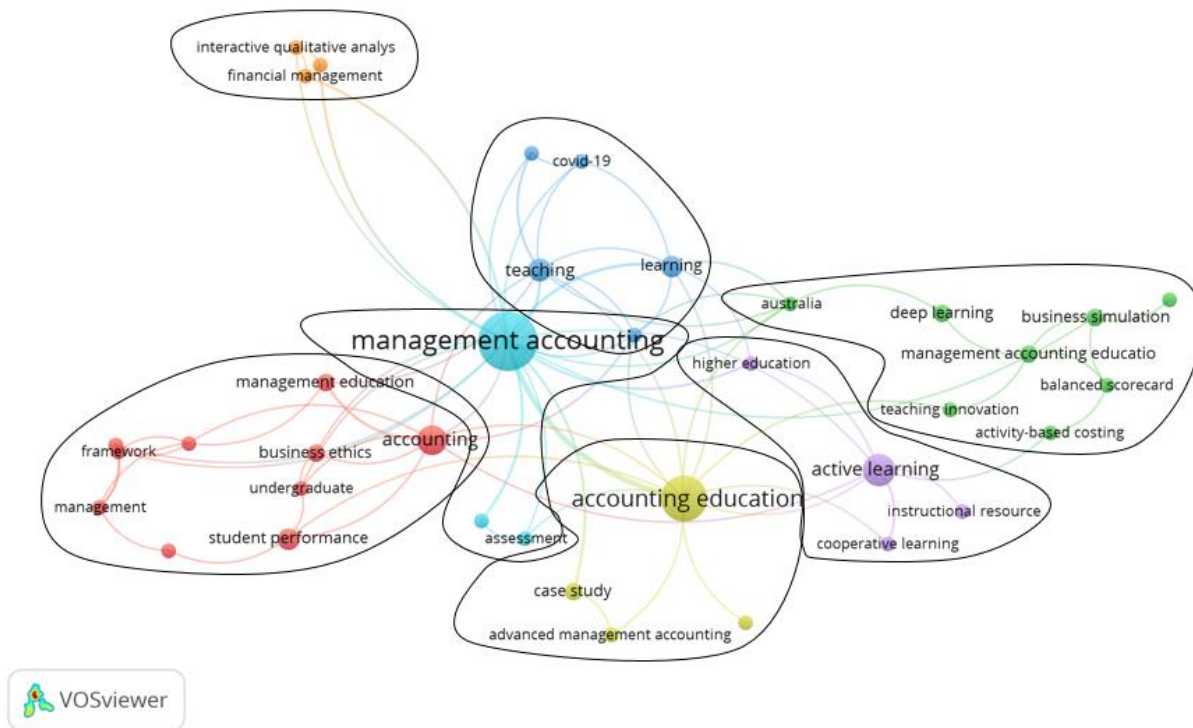 interactive qualitative analys
financial management
covid-19
teaching
learning
australia
deep learning
business simulation
management accounting
management accounting educatio
higher education
balanced scorecard
management education
teaching innovation
accounting
activity-based costing
framework
business ethics
active learning
undergraduate
accounting education
management
instructional resource
student performance
assessment
cooperative learning
case study
advanced management accounting
VOSviewer